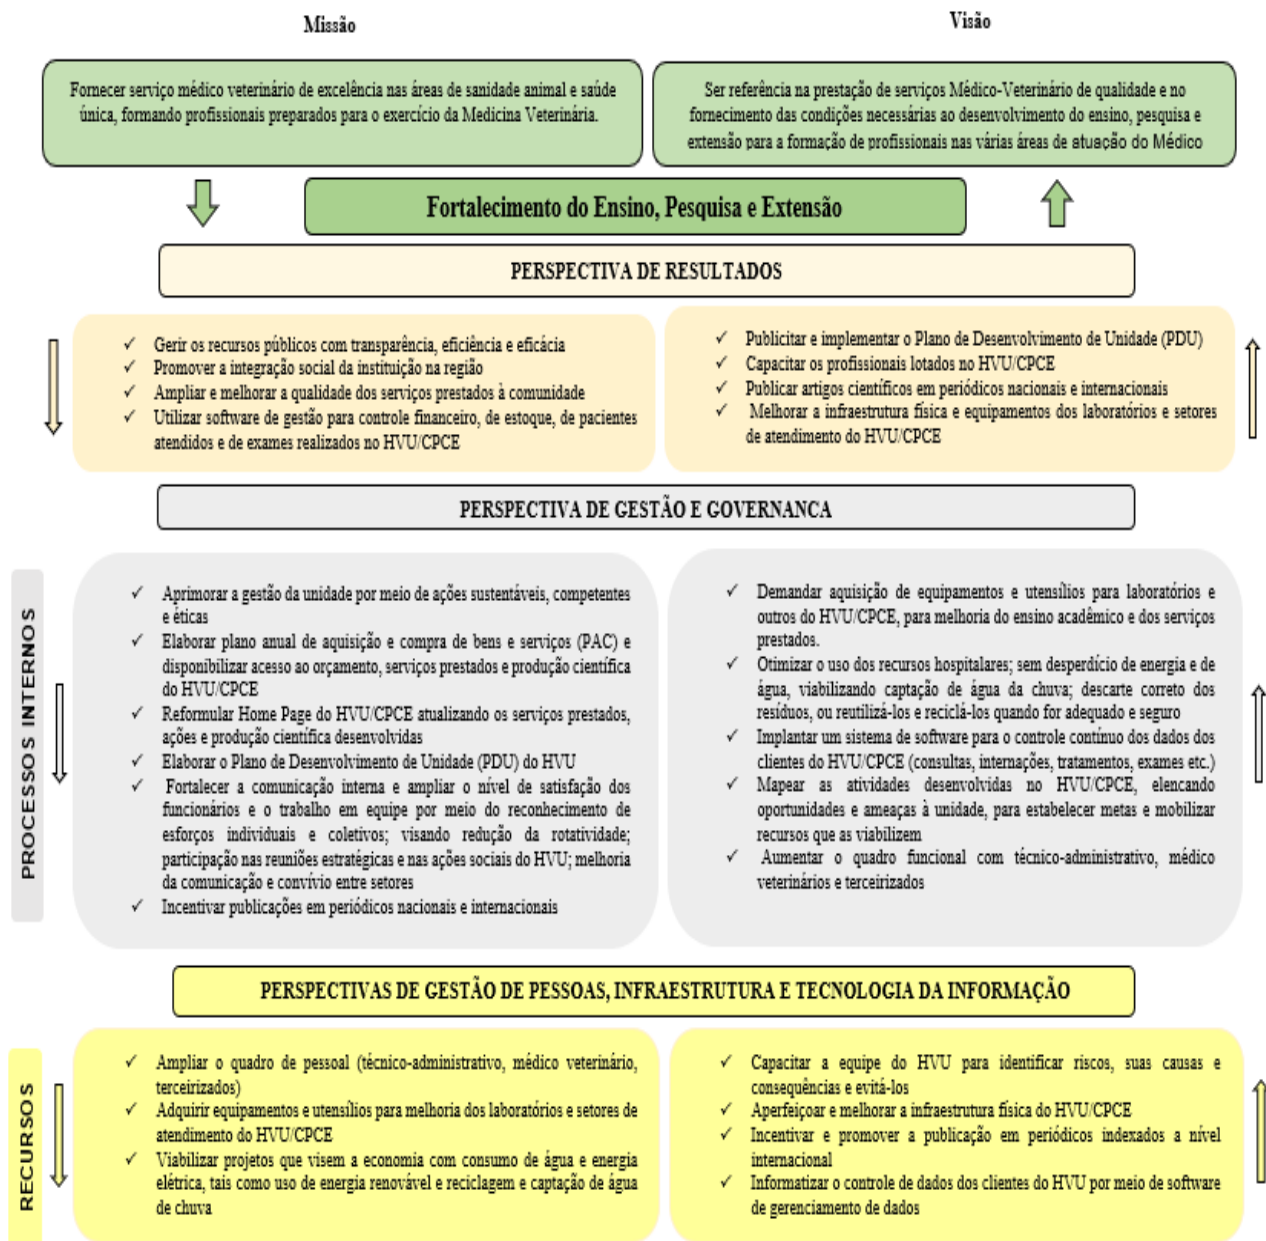 Missão
Visão
Fornecer serviço médico veterinário de excelência nas áreas de sanidade animal e saúde
única, formando profissionais preparados para o exercício da Medicina Veterinária.
Ser referência na prestação de serviços Médico-Veterinário de qualidade e no
fornecimento das condições necessárias ao desenvolvimento do ensino, pesquisa e
extensão para a formação de profissionais nas várias áreas de atuação do Médico
Fortalecimento do Ensino, Pesquisa e Extensão
PERSPECTIVA DE RESULTADOS
✓ Gerir os recursos públicos com transparência, eficiência e eficácia
✓ Promover a integração social da instituição na região
✓ Ampliar e melhorar a qualidade dos serviços prestados à comunidade
✓ Utilizar software de gestão para controle financeiro, de estoque, de pacientes
atendidos e de exames realizados no HVU/CPCE
✓ Publicitar e implementar o Plano de Desenvolvimento de Unidade (PDU)
✓ Capacitar os profissionais lotados no HVU/CPCE
✓ Publicar artigos científicos em periódicos nacionais e internacionais
✓ Melhorar a infraestrutura física e equipamentos dos laboratórios e setores
de atendimento do HVU/CPCE
PERSPECTIVA DE GESTÃO E GOVERNANCA
PROCESSOS INTERNOS
✓ Aprimorar a gestão da unidade por meio de ações sustentáveis, competentes
e éticas
✓ Elaborar plano anual de aquisição e compra de bens e serviços (PAC) e
disponibilizar acesso ao orçamento, serviços prestados e produção científica
do HVU/CPCE
✓ Reformular Home Page do HVU/CPCE atualizando os serviços prestados,
ações e produção científica desenvolvidas
✓ Elaborar o Plano de Desenvolvimento de Unidade (PDU) do HVU
✓ Fortalecer a comunicação interna e ampliar o nível de satisfação dos
funcionários e o trabalho em equipe por meio do reconhecimento de
esforços individuais e coletivos; visando redução da rotatividade;
participação nas reuniões estratégicas e nas ações sociais do HVU; melhoria
da comunicação e convívio entre setores
✓ Incentivar publicações em periódicos nacionais e internacionais
✓ Demandar aquisição de equipamentos e utensílios para laboratórios e
outros do HVU/CPCE, para melhoria do ensino acadêmico e dos serviços
prestados.
✓ Otimizar o uso dos recursos hospitalares; sem desperdício de energia e de
água, viabilizando captação de água da chuva; descarte correto dos
resíduos, ou reutilizá-los e reciclá-los quando for adequado e seguro
✓ Implantar um sistema de software para o controle contínuo dos dados dos
clientes do HVU/CPCE (consultas, internações, tratamentos, exames etc.)
✓ Mapear as atividades desenvolvidas no HVU/CPCE, elencando
oportunidades e ameaças à unidade, para estabelecer metas e mobilizar
recursos que as viabilizem
✓ Aumentar o quadro funcional com técnico-administrativo, médico
veterinários e terceirizados
PERSPECTIVAS DE GESTÃO DE PESSOAS, INFRAESTRUTURA E TECNOLOGIA DA INFORMAÇÃO
RECURSOS
✓ Ampliar o quadro de pessoal (técnico-administrativo, médico veterinário,
terceirizados)
✓ Adquirir equipamentos e utensílios para melhoria dos laboratórios e setores de
atendimento do HVU/CPCE
✓ Viabilizar projetos que visem a economia com consumo de água e energia
elétrica, tais como uso de energia renovável e reciclagem e captação de água
de chuva
✓ Capacitar a equipe do HVU para identificar riscos, suas causas e
consequências e evitá-los
✓ Aperfeiçoar e melhorar a infraestrutura física do HVU/CPCE
✓ Incentivar e promover a publicação em periódicos indexados a nível
internacional
✓ Informatizar o controle de dados dos clientes do HVU por meio de software
de gerenciamento de dados